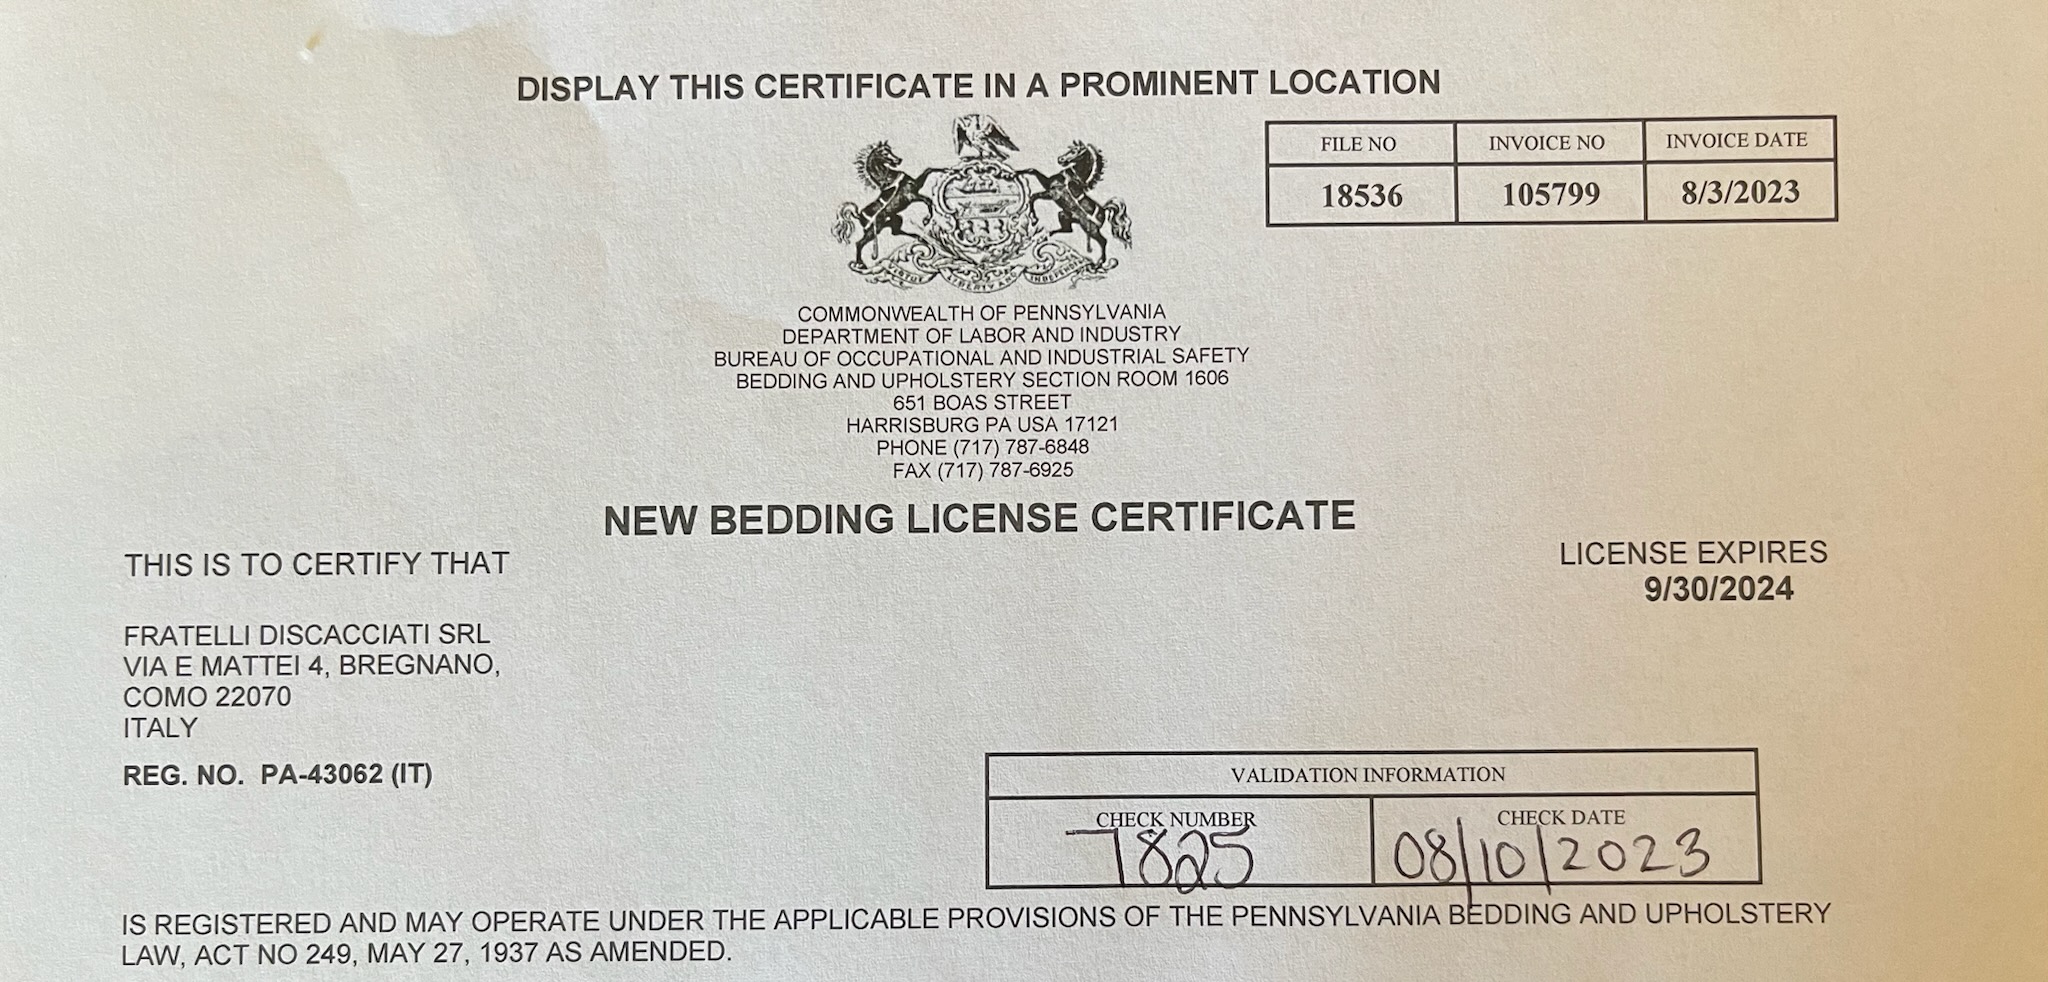 DISPLAY THIS CERTIFICATE IN A PROMINENT LOCATION
FILE NO INVOICE NO INVOICE DATE
18536 105799 8/3/2023
VIRTUE LIBERTY AND INDEPENDENCE
COMMONWEALTH OF PENNSYLVANIA
DEPARTMENT OF LABOR AND INDUSTRY
BUREAU OF OCCUPATIONAL AND INDUSTRIAL SAFETY
BEDDING AND UPHOLSTERY SECTION ROOM 1606
651 BOAS STREET
HARRISBURG PA USA 17121
PHONE (717) 787-6848
FAX (717) 787-6925
NEW BEDDING LICENSE CERTIFICATE
THIS IS TO CERTIFY THAT
LICENSE EXPIRES
9/30/2024
FRATELLI DISCACCIATI SRL
VIA E MATTEI 4, BREGNANO,
COMO 22070
ITALY
REG. NO. PA-43062 (IT)
VALIDATION INFORMATION
CHECK NUMBER CHECK DATE
7825 08/10/2023
IS REGISTERED AND MAY OPERATE UNDER THE APPLICABLE PROVISIONS OF THE PENNSYLVANIA BEDDING AND UPHOLSTERY
LAW, ACT NO 249, MAY 27, 1937 AS AMENDED.